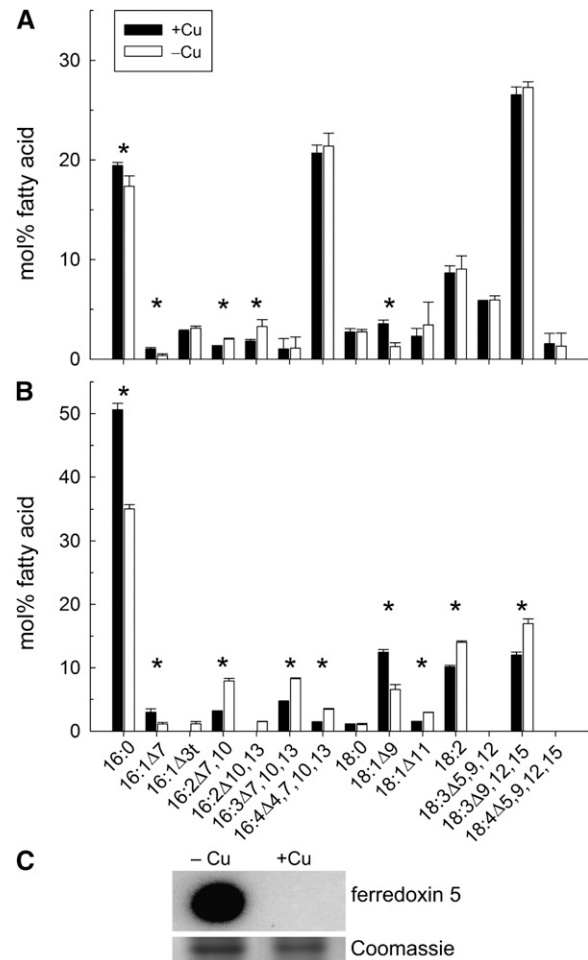 A
+Cu
–Cu
mol% fatty acid
30
20
10
0
*
*
*
*
*
B
mol% fatty acid
50
40
30
20
10
0
*
*
*
*
*
*
*
*
*
16:0
16:1Δ7
16:1Δ3t
16:2Δ7,10
16:2Δ10,13
16:3Δ7,10,13
16:4Δ4,7,10,13
18:0
18:1Δ9
18:1Δ11
18:2
18:3Δ5,9,12
18:3Δ9,12,15
18:4Δ5,9,12,15
C
– Cu +Cu
ferredoxin 5
Coomassie